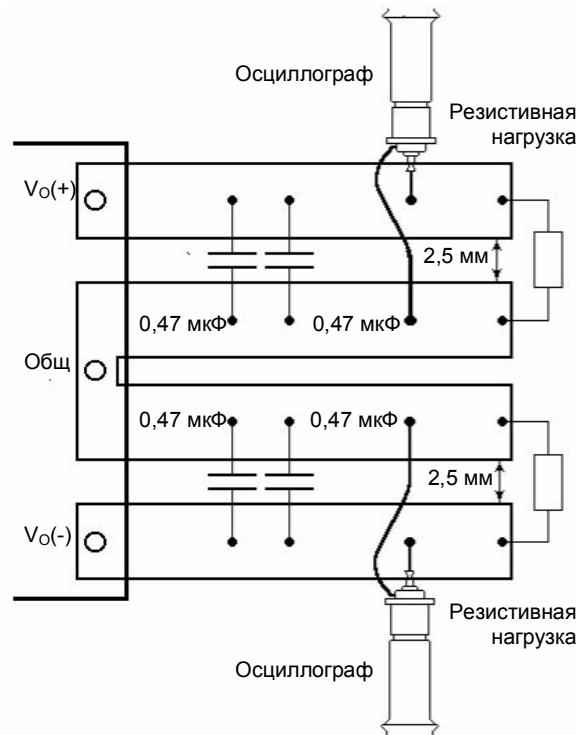 Осциллограф
Резистивная
нагрузка
VO(+)
2,5 мм
0,47 мкФ
0,47 мкФ
Общ
0,47 мкФ
0,47 мкФ
2,5 мм
VO(-)
Резистивная
нагрузка
Осциллограф